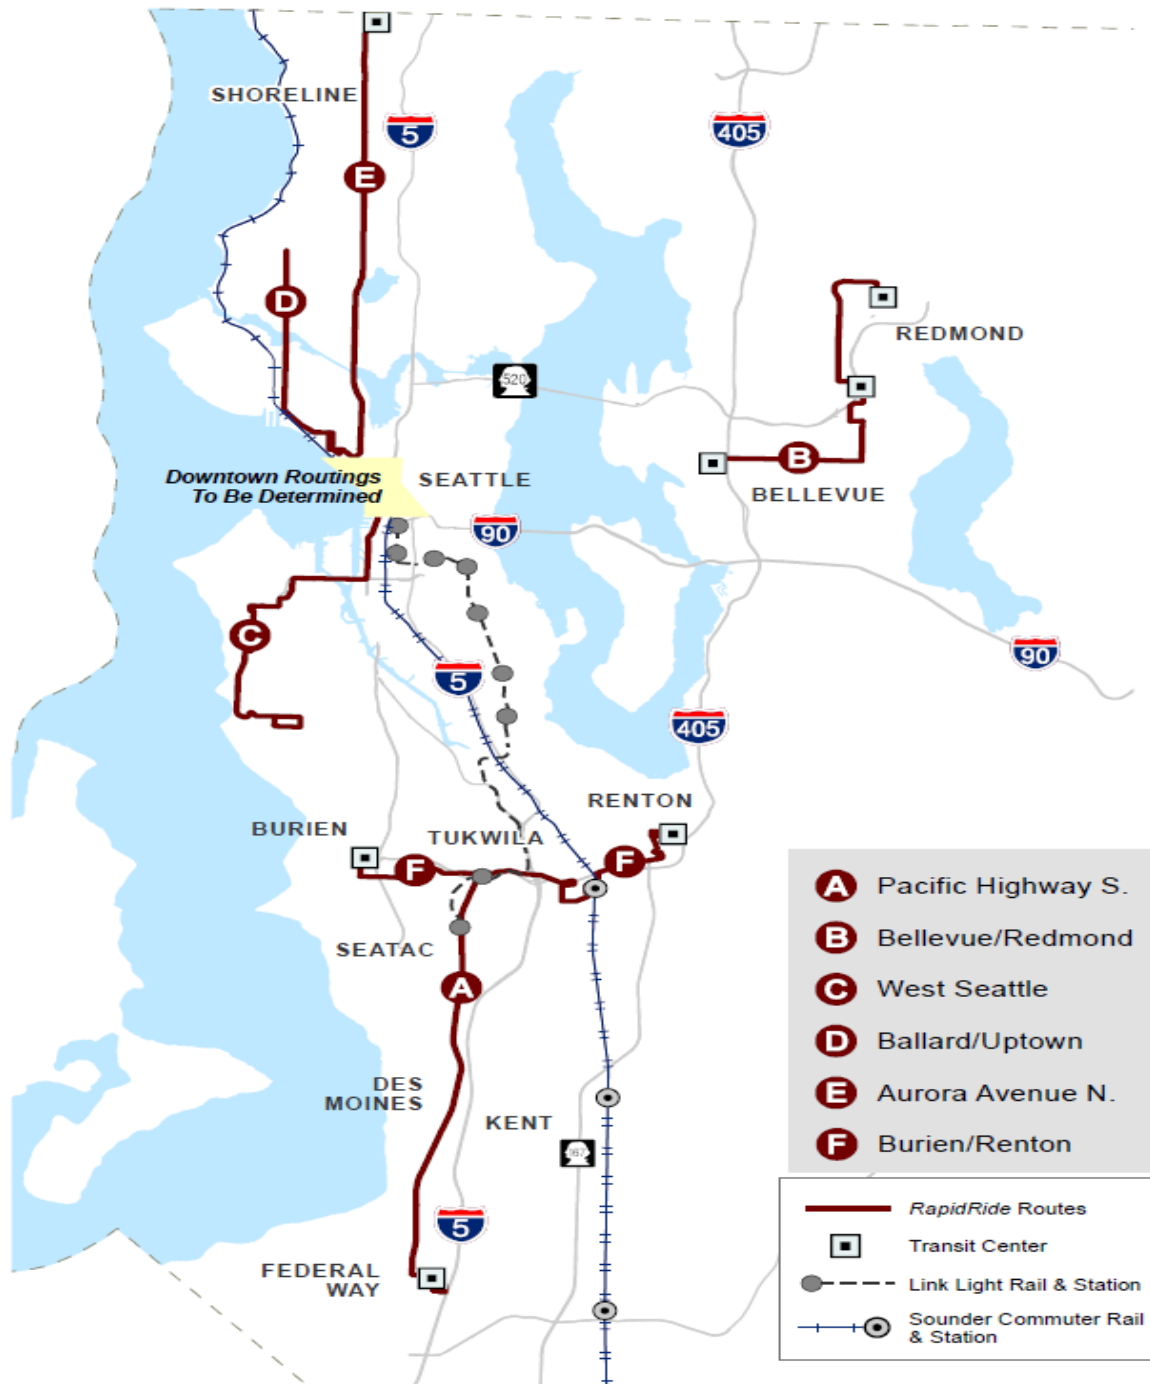 SHORELINE
5
405
E
D
REDMOND
520
Downtown Routings
To Be Determined
SEATTLE
B
BELLEVUE
90
C
5
90
405
RENTON
BURIEN
TUKWILA
F
F
SEATAC
A
DES
MOINES
KENT
167
5
FEDERAL
WAY
A Pacific Highway S.
B Bellevue/Redmond
C West Seattle
D Ballard/Uptown
E Aurora Avenue N.
F Burien/Renton
RapidRide Routes
Transit Center
Link Light Rail & Station
Sounder Commuter Rail
& Station